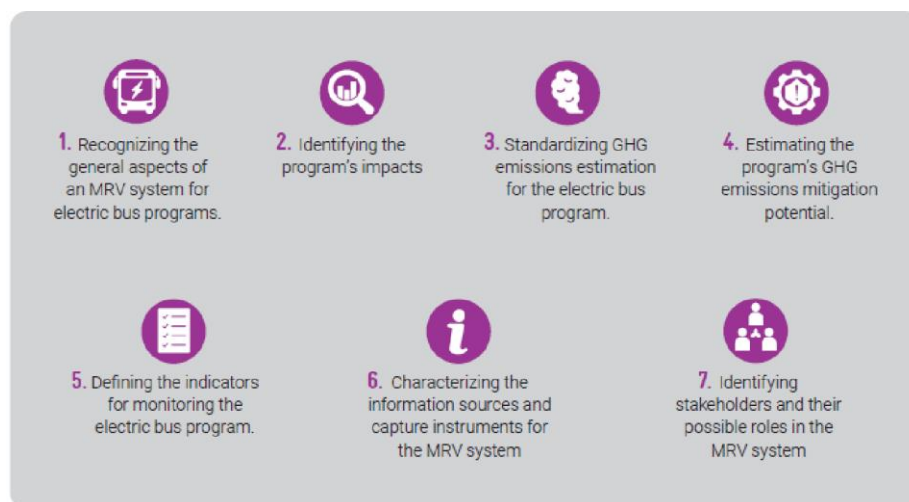 1. Recognizing the
general aspects of
an MRV system for
electric bus programs.
2. Identifying the
program's impacts
3. Standardizing GHG
emissions estimation
for the electric bus
program.
4. Estimating the
program's GHG
emissions mitigation
potential.
5. Defining the indicators
for monitoring the
electric bus program.
6. Characterizing the
information sources and
capture instruments for
the MRV system
7. Identifying
stakeholders and their
possible roles in the
MRV system